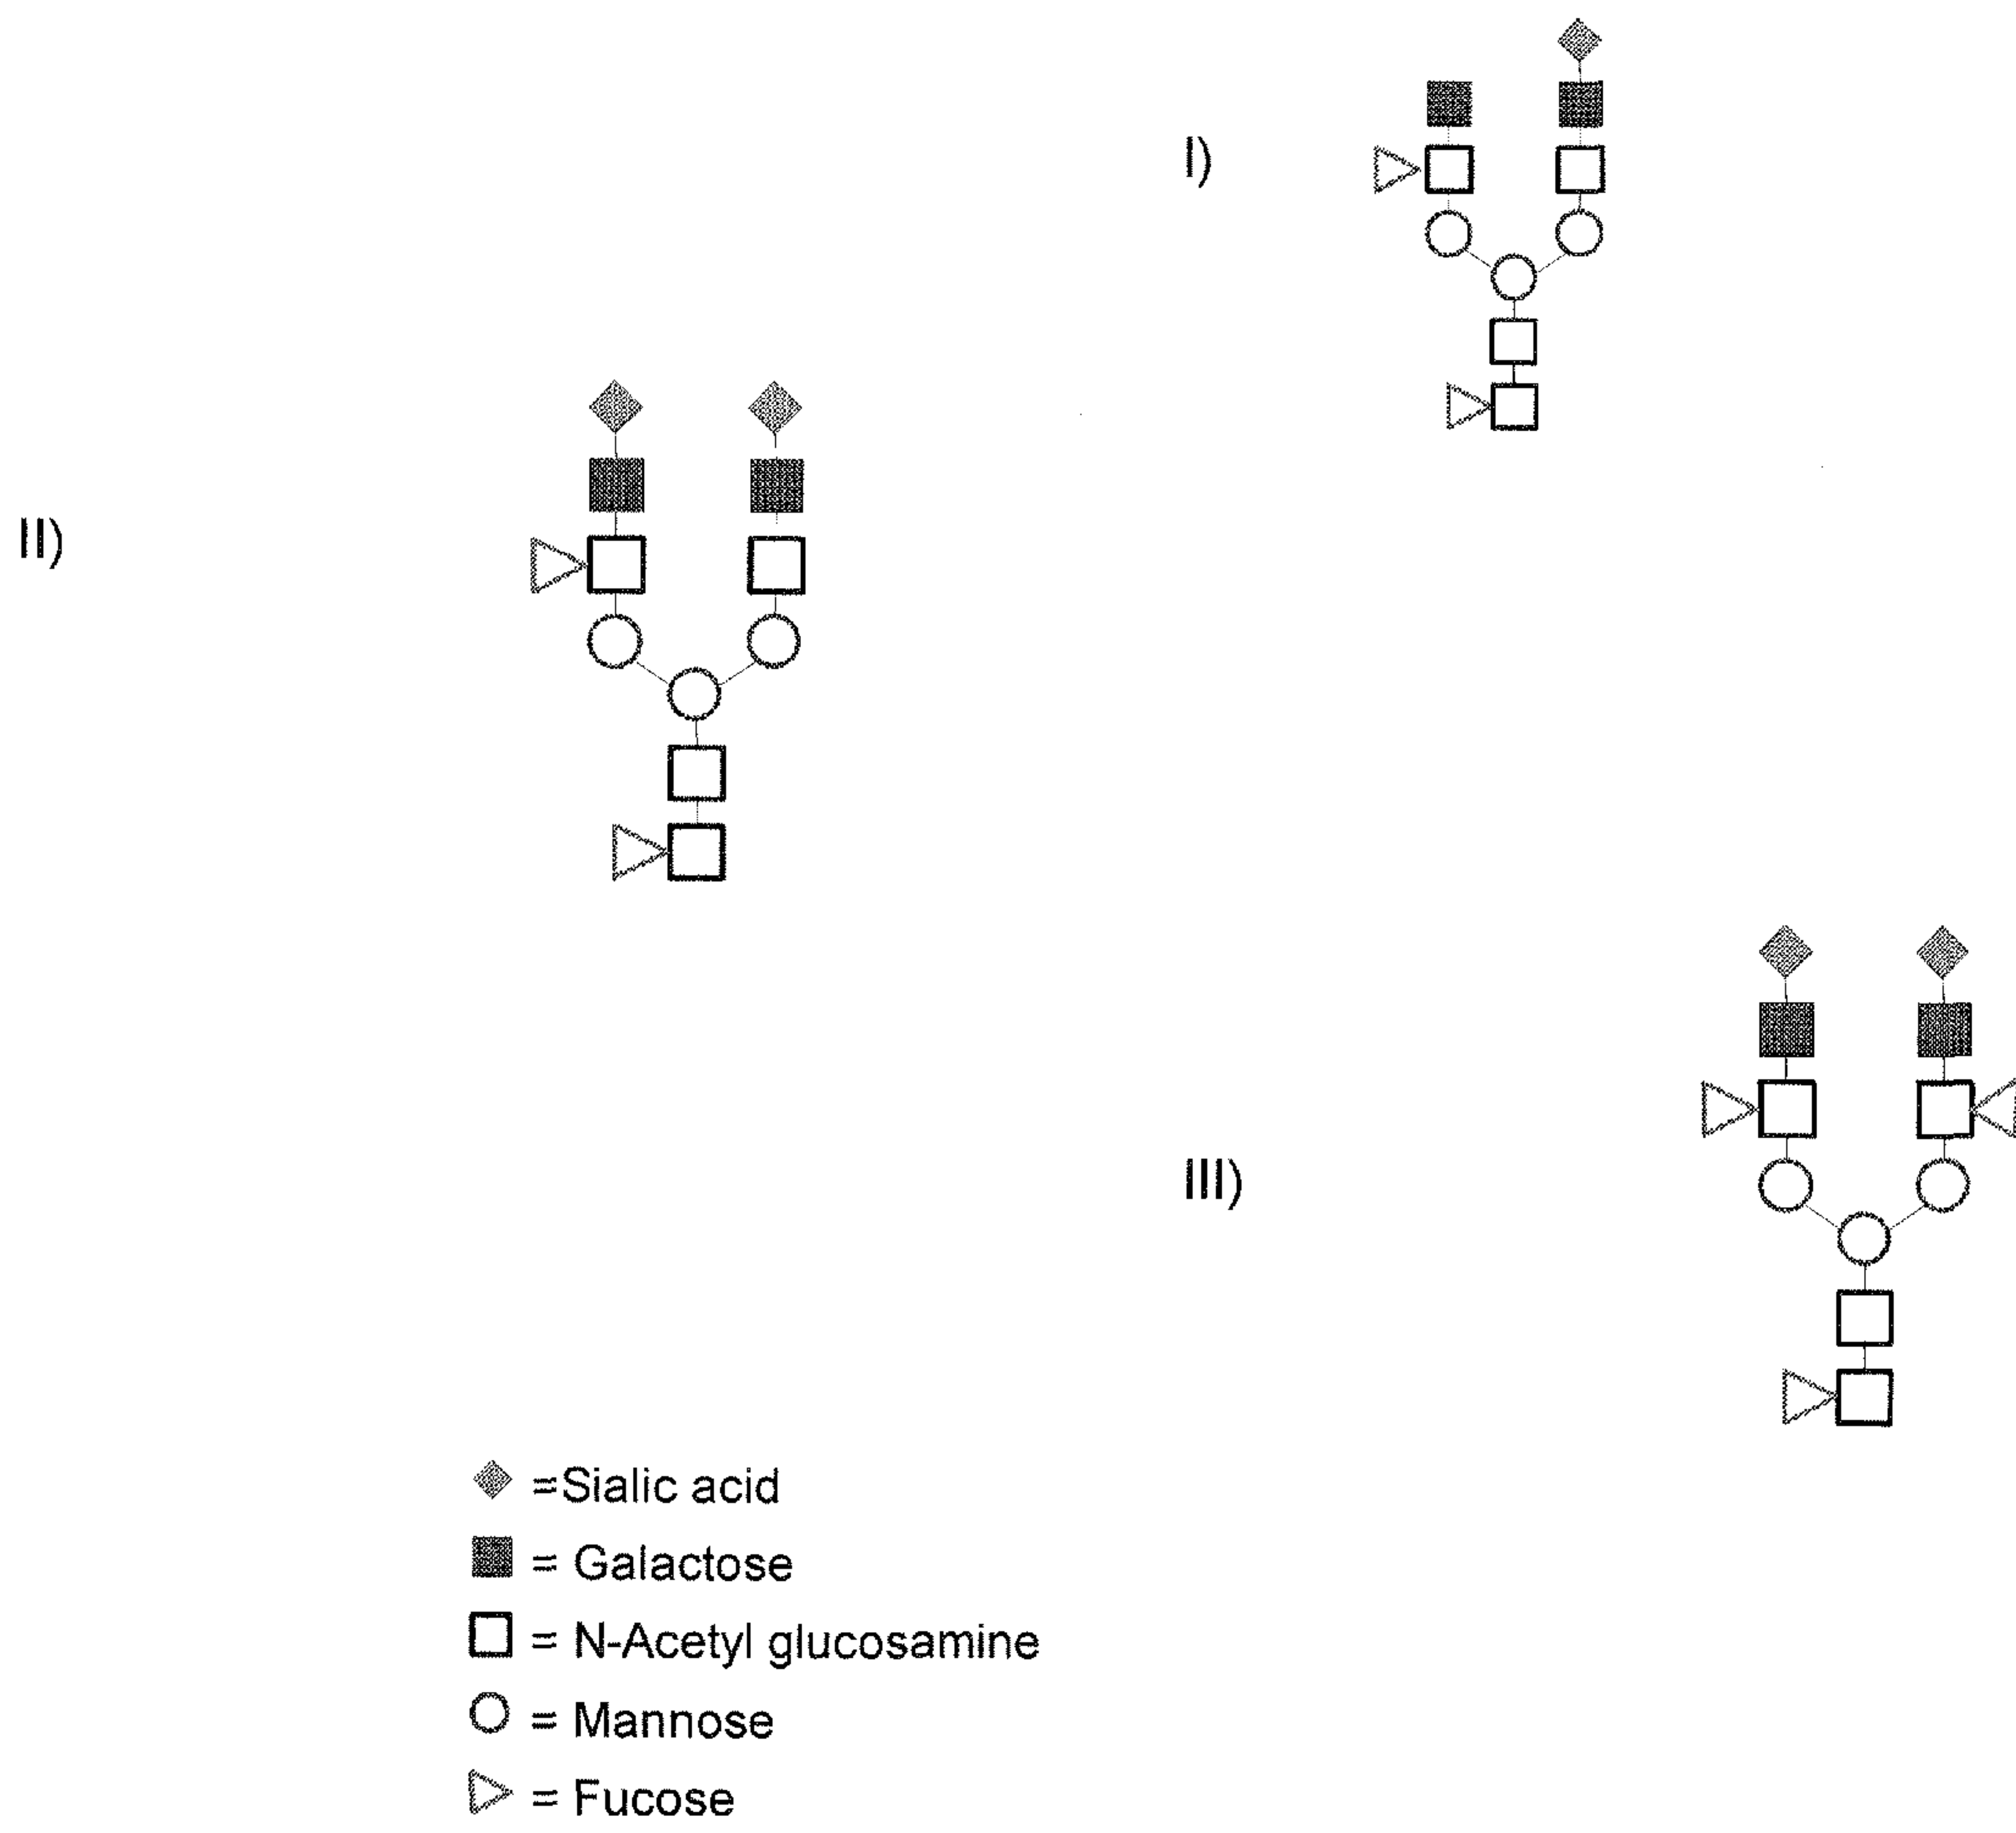 I)
II)
III)
=Sialic acid
= Galactose
= N-Acetyl glucosamine
= Mannose
= Fucose